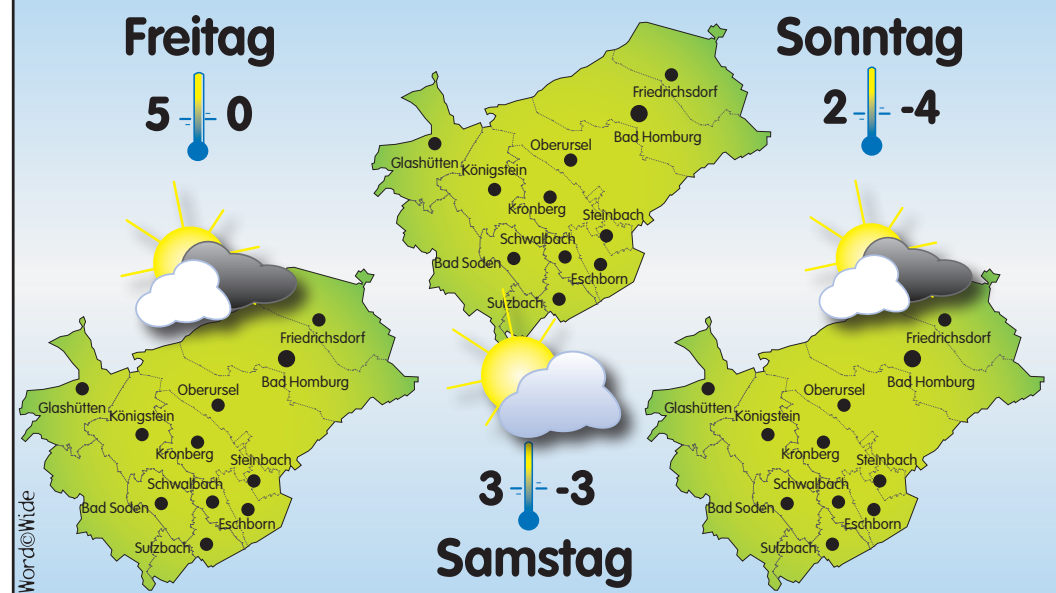 Freitag
5 0
Friedrichsdorf
Bad Homburg
Oberursel
Glashütten
Königstein
Kronberg
Steinbach
Schwalbach
Bad Soden
Eschborn
Sulzbach
Friedrichsdorf
Bad Homburg
Oberursel
Glashütten
Königstein
Kronberg
Steinbach
Schwalbach
Bad Soden
Eschborn
Sulzbach
3 -3
Samstag
Sonntag
2 -4
Friedrichsdorf
Bad Homburg
Oberursel
Glashütten
Königstein
Kronberg
Steinbach
Schwalbach
Bad Soden
Eschborn
Sulzbach
Word©Wide